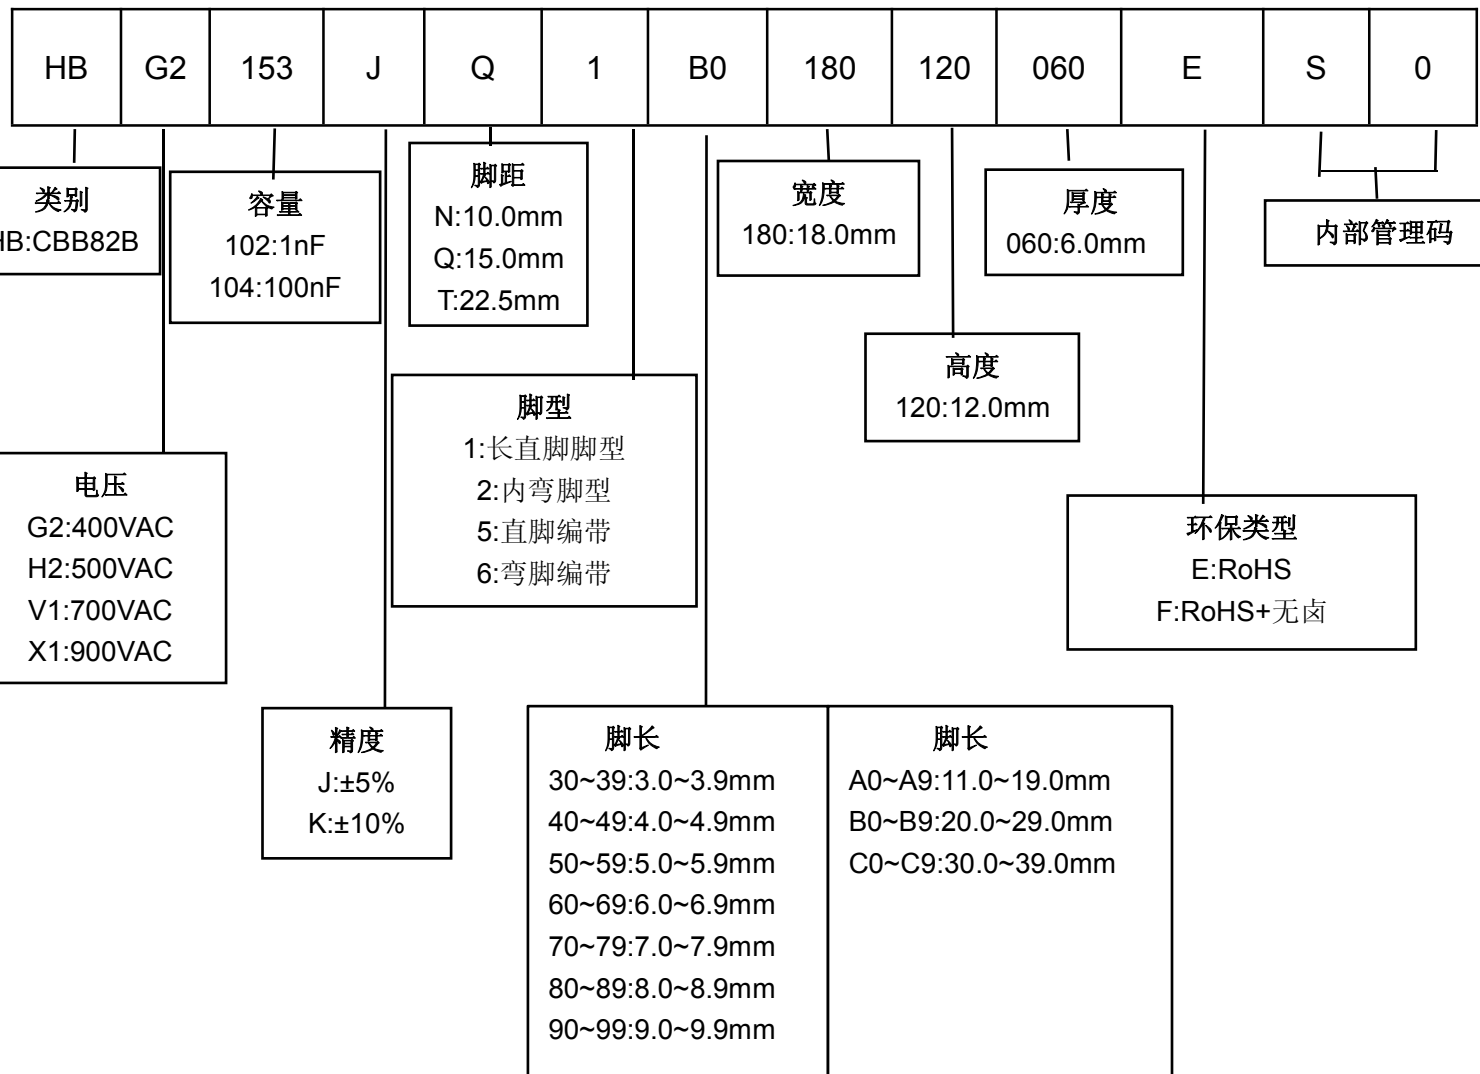 HB G2 153 J Q 1 B0 180 120 060 E S 0
类别
HB:CBB82B
容量
102:1nF
104:100nF
脚距
N:10.0mm
Q:15.0mm
T:22.5mm
宽度
180:18.0mm
厚度
060:6.0mm
内部管理码
高度
120:12.0mm
脚型
1:长直脚脚型
2:内弯脚型
5:直脚编带
6:弯脚编带
电压
G2:400VAC
H2:500VAC
V1:700VAC
X1:900VAC
环保类型
E:RoHS
F:RoHS+无卤
精度
J:±5%
K:±10%
脚长
30~39:3.0~3.9mm
40~49:4.0~4.9mm
50~59:5.0~5.9mm
60~69:6.0~6.9mm
70~79:7.0~7.9mm
80~89:8.0~8.9mm
90~99:9.0~9.9mm
脚长
A0~A9:11.0~19.0mm
B0~B9:20.0~29.0mm
C0~C9:30.0~39.0mm